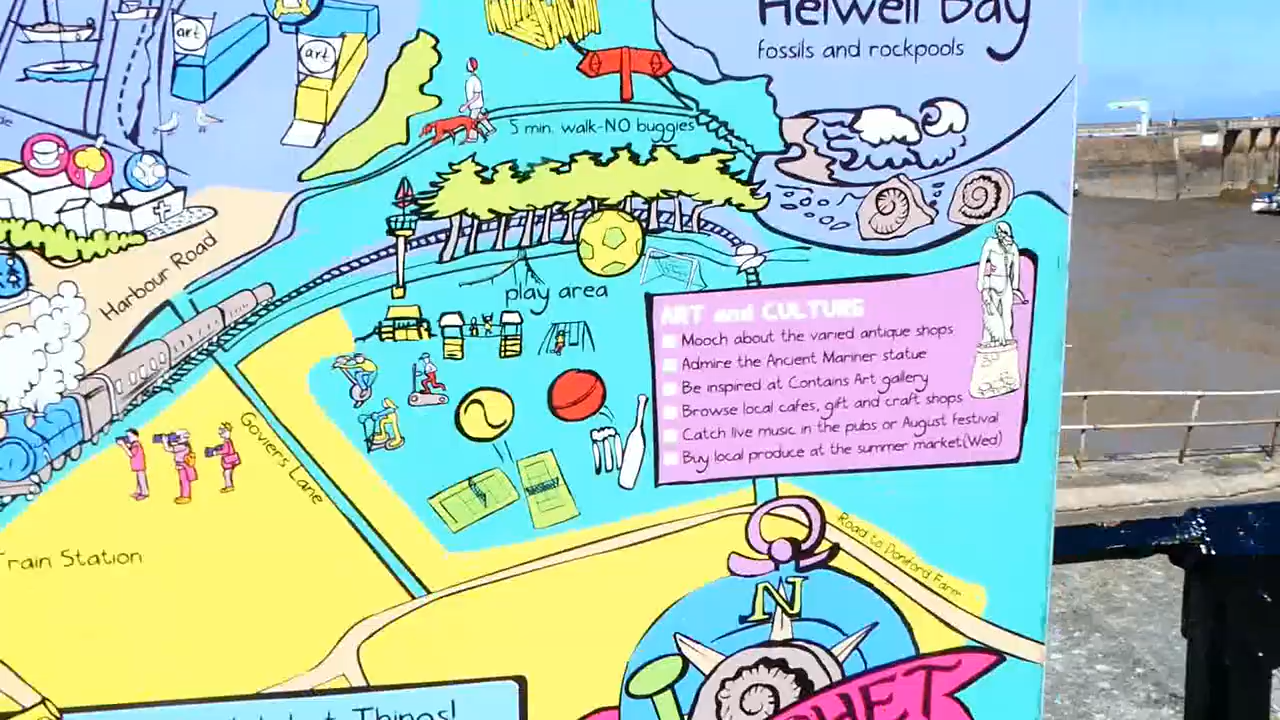 Helwell Bay
fossils and rockpools
art
art
5 min. walk-NO buggies
Harbour Road
play area
ART and CULTURE
Mooch about the varied antique shops
Admire the Ancient Mariner statue
Be inspired at Contains Art gallery
Browse local cafes, gift and craft shops
Catch live music in the pubs or August festival
Buy local produce at the summer market(Wed)
Govier's Lane
Train Station
Road to Doniford Farm
N
Things!